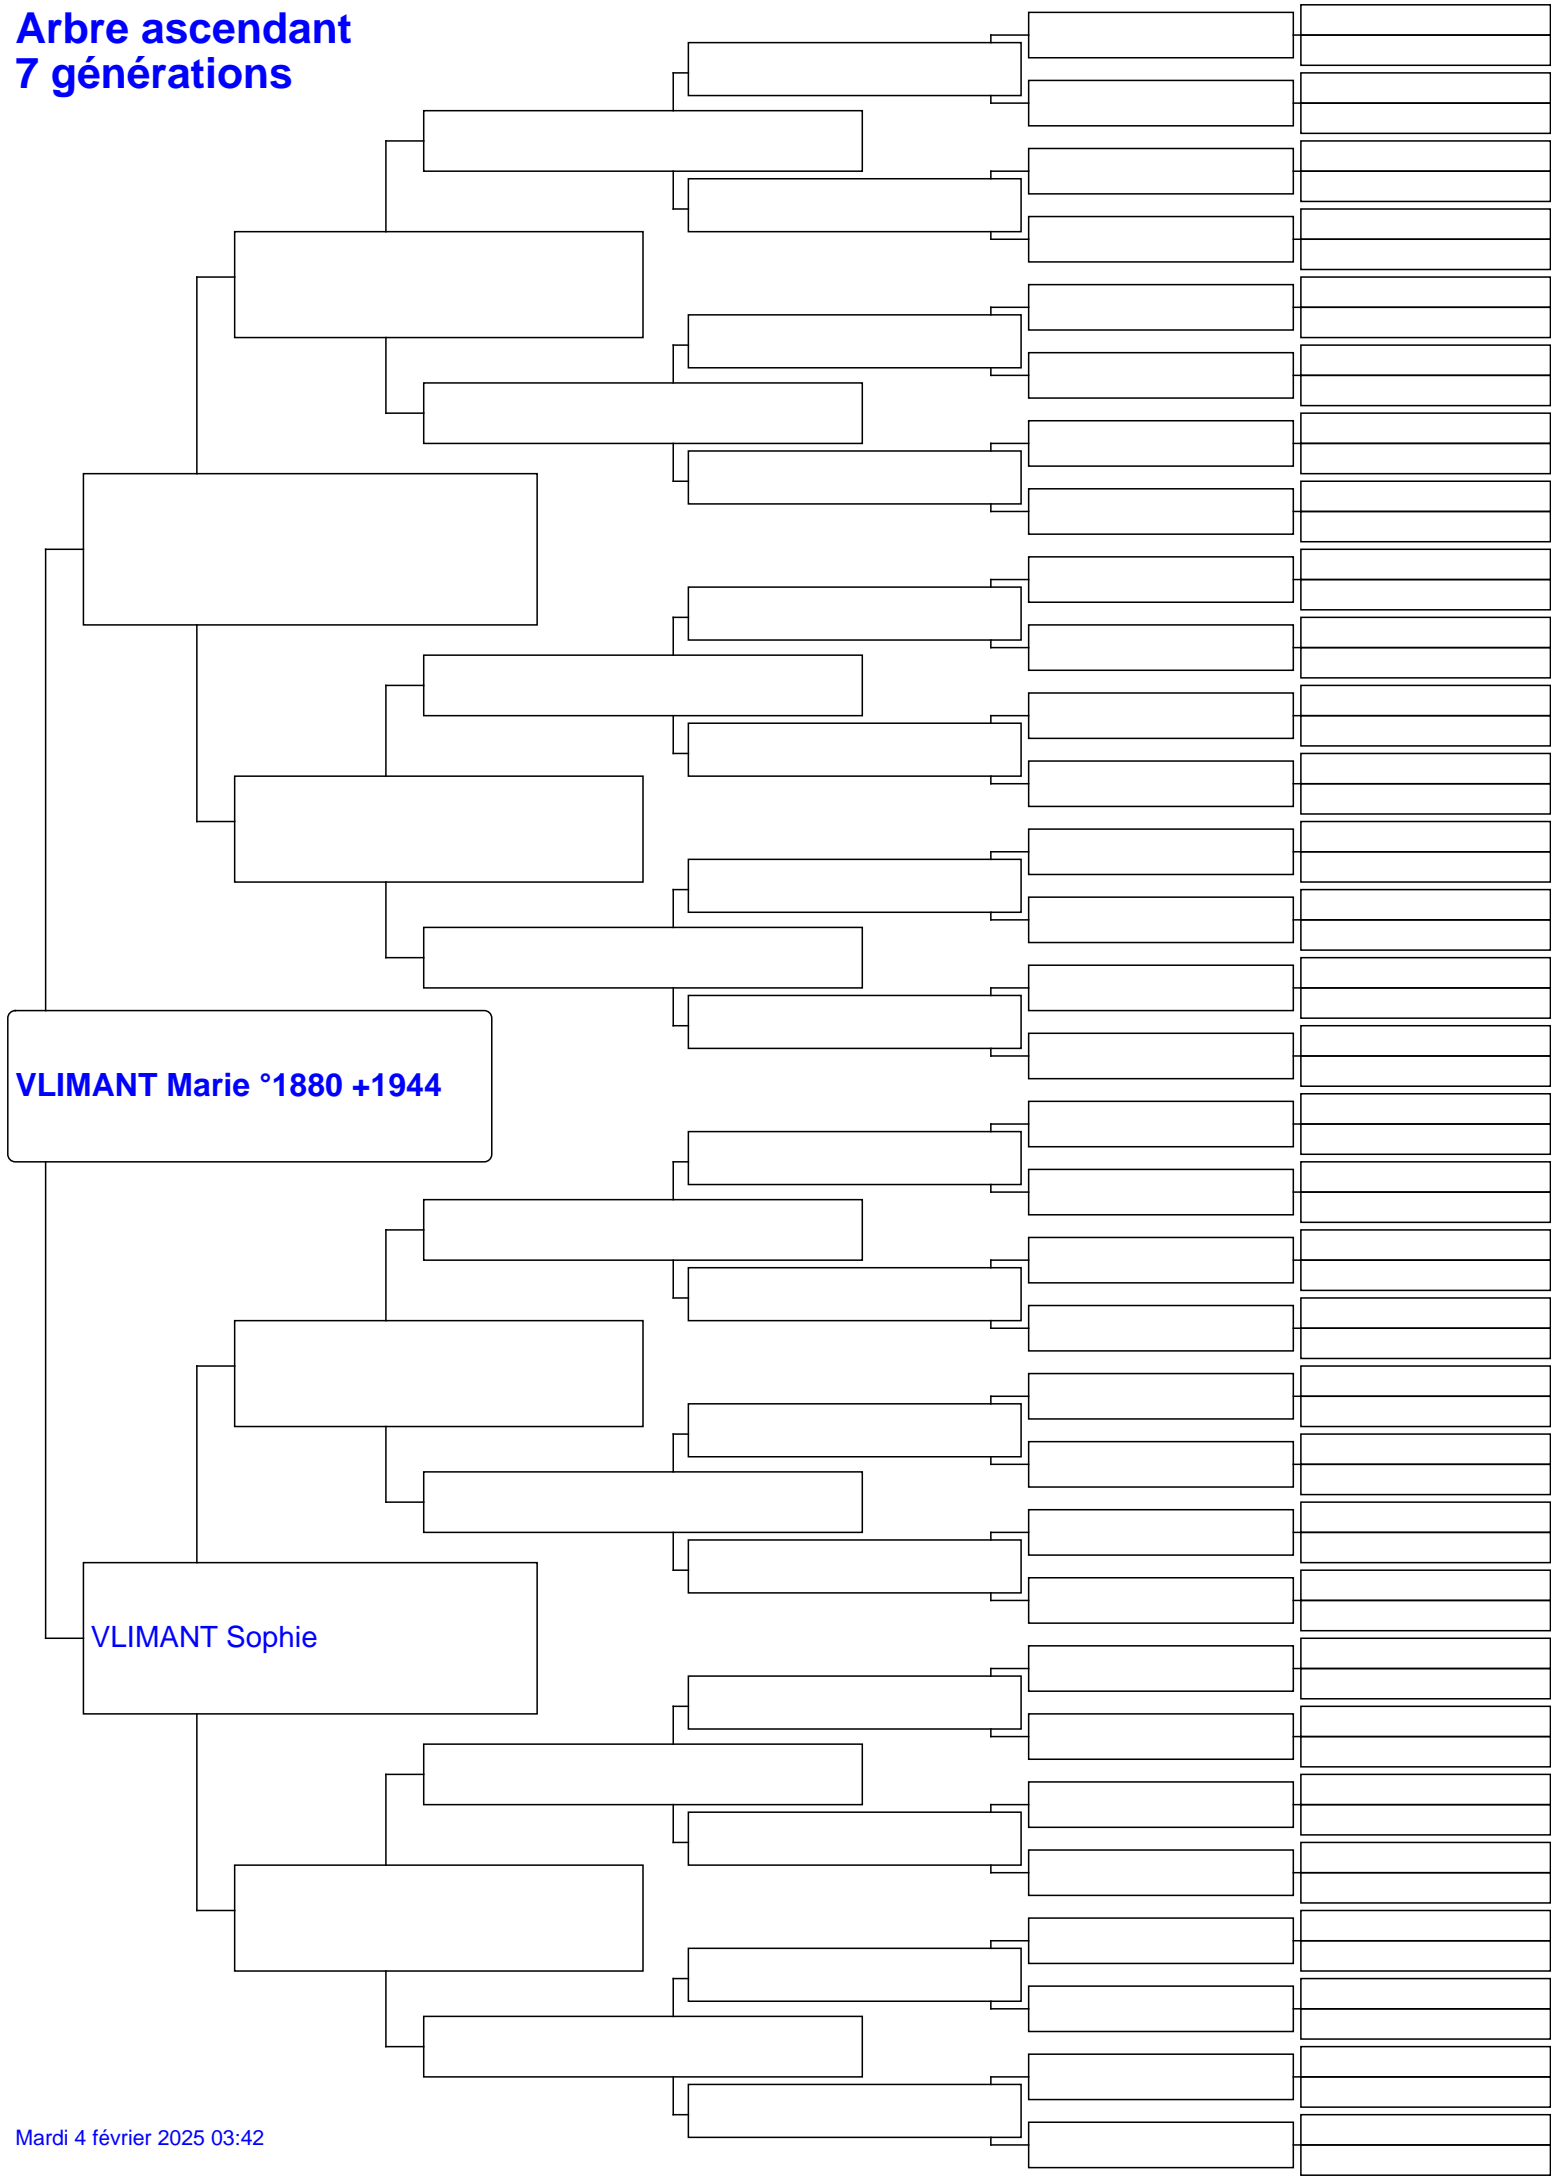 Arbre ascendant
7 générations
VLIMANT Marie °1880 +1944
VLIMANT Sophie
Mardi 4 février 2025 03:42